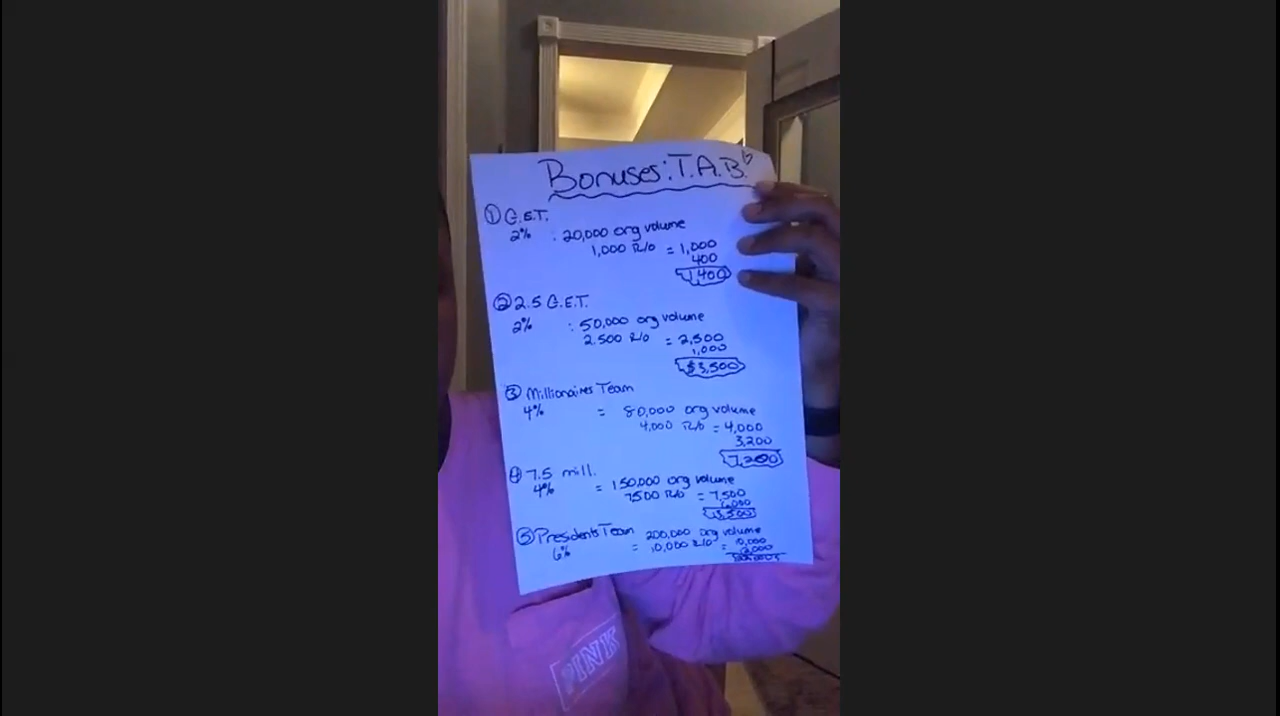 Bonuses: T.A.B.
① G.E.T.
2% : 20,000 org volume
1,000 R/O = 1,000
400
1,400
② 2.5 G.E.T.
2% : 50,000 org volume
2.500 R/O = 2,500
1,000
$3,500
③ Millionaires Team
4% = 80,000 org volume
4,000 R/O = 4,000
3,200
7,200
④ 7.5 mill.
4% = 150,000 org volume
7,500 R/O = 7,500
6,000
13,500
⑤ Presidents Team 200,000 org volume
6% = 10,000 R/O = 10,000
PINK